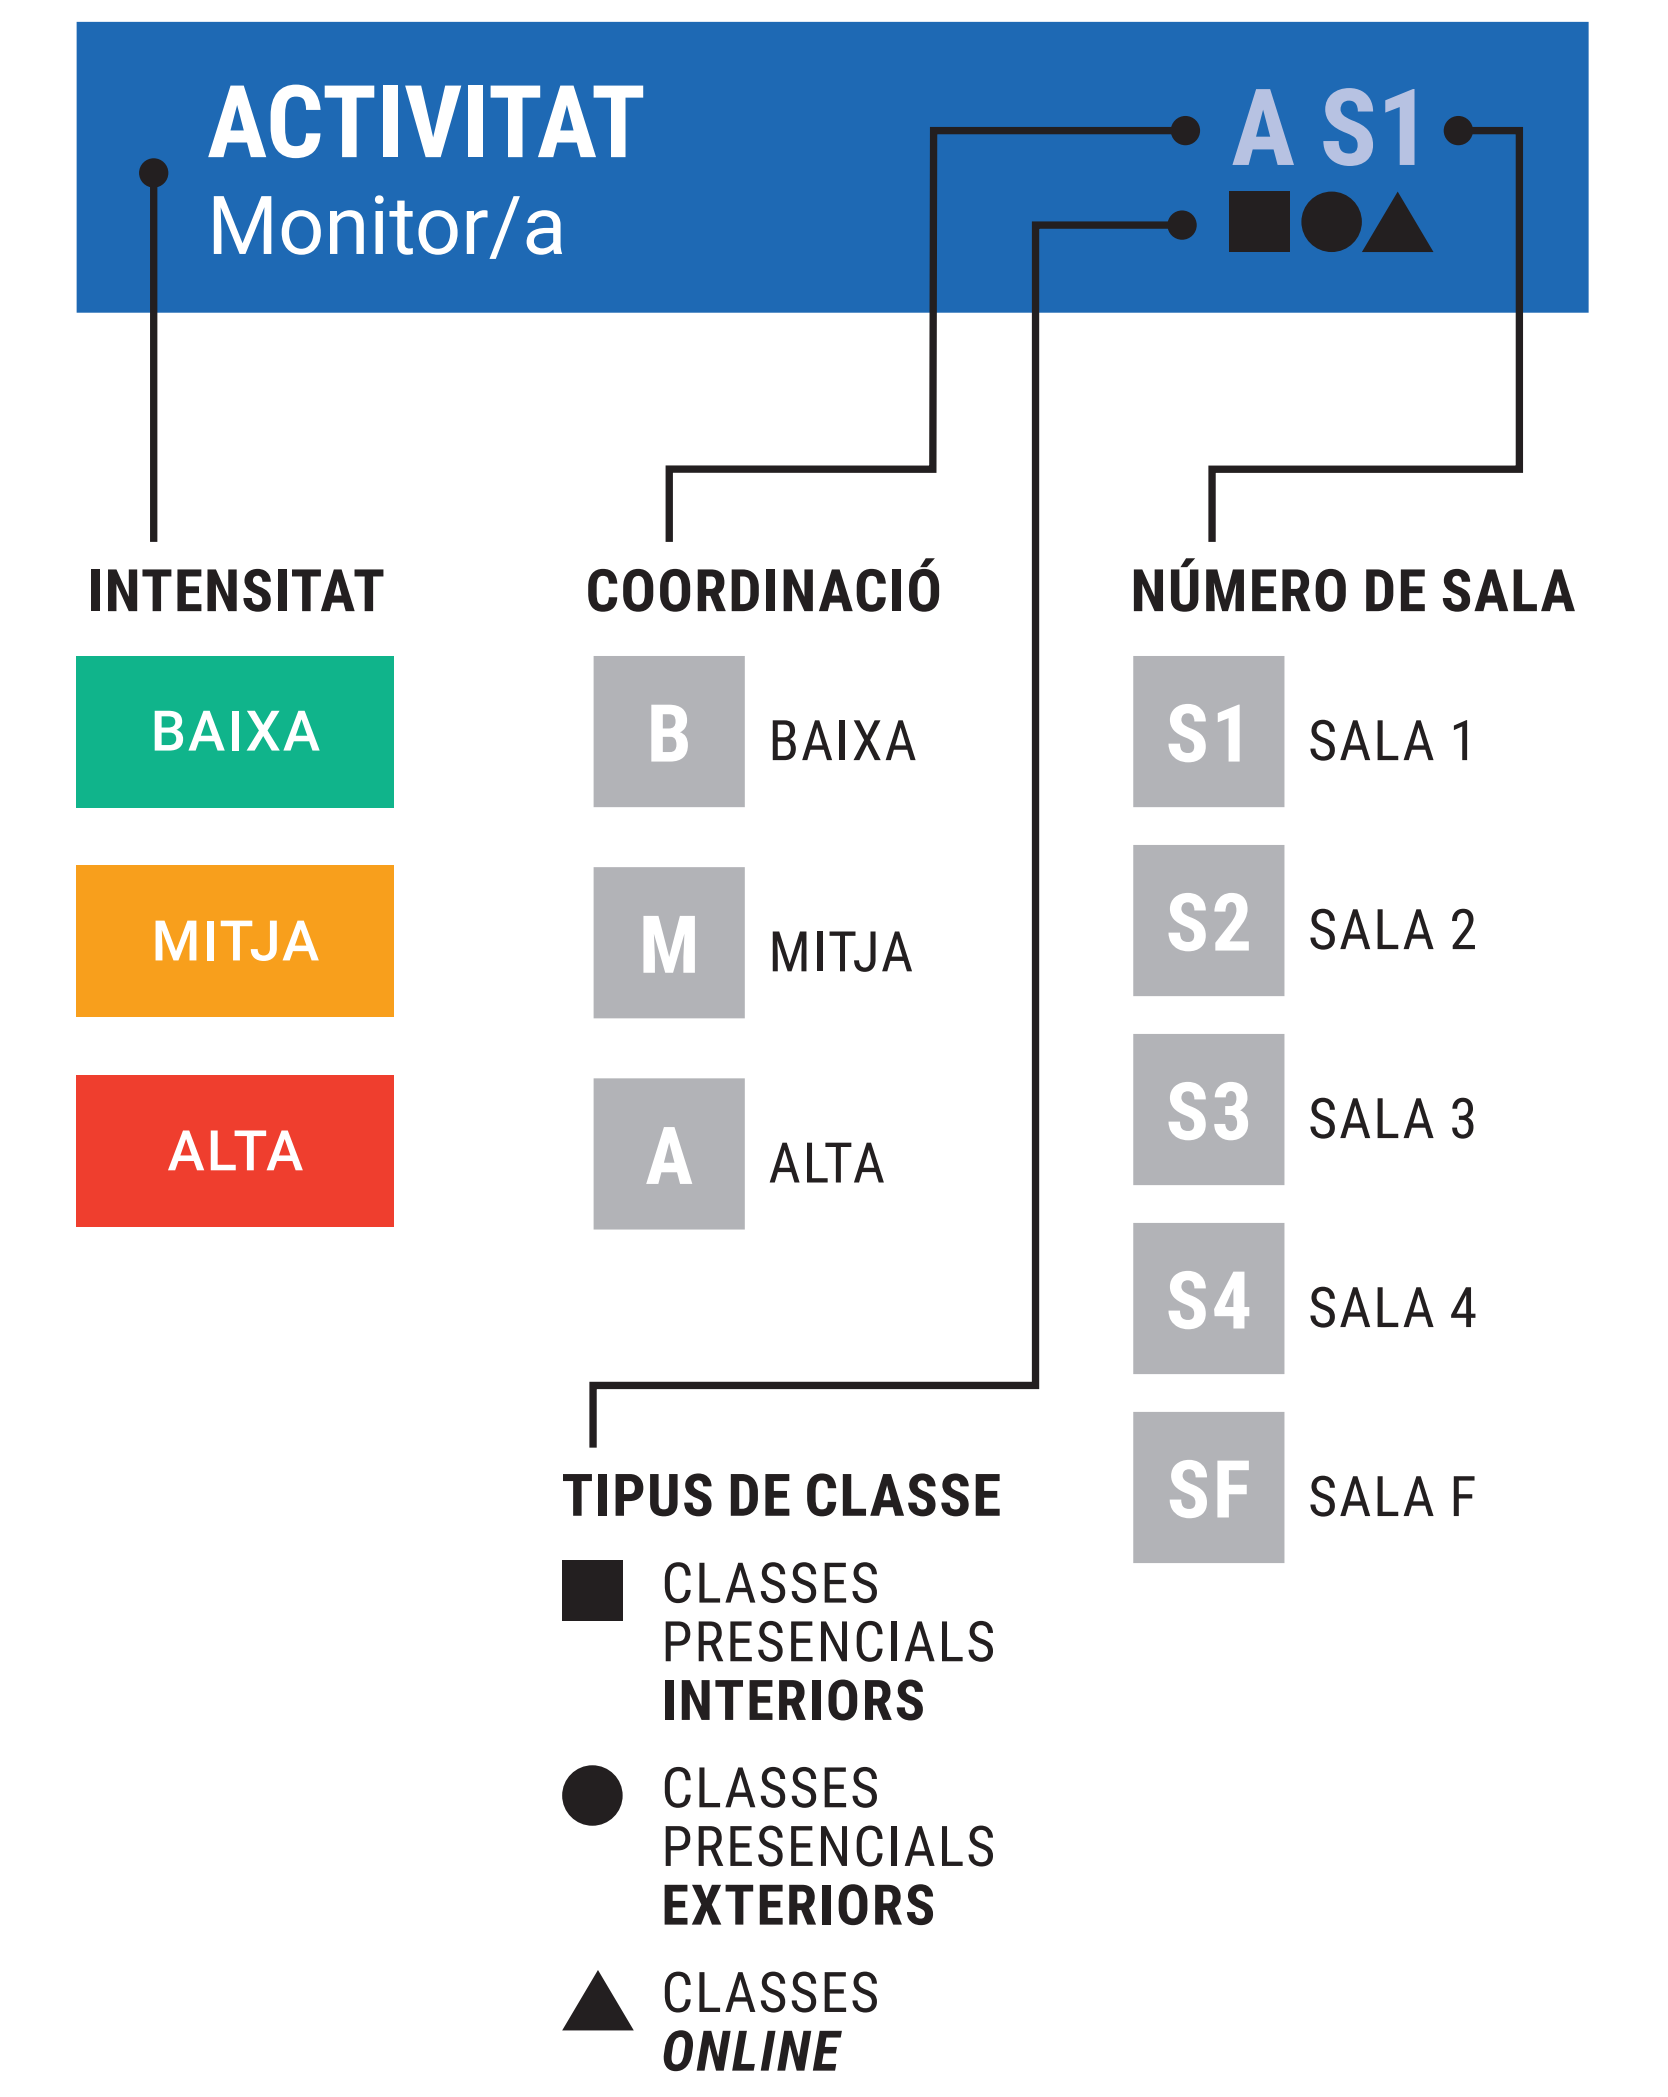 ACTIVITAT
Monitor/a
A S1
INTENSITAT
BAIXA
MITJA
ALTA
COORDINACIÓ
B BAIXA
M MITJA
A ALTA
NÚMERO DE SALA
S1 SALA 1
S2 SALA 2
S3 SALA 3
S4 SALA 4
SF SALA F
TIPUS DE CLASSE
CLASSES
PRESENCIALS
INTERIORS
CLASSES
PRESENCIALS
EXTERIORS
CLASSES
ONLINE